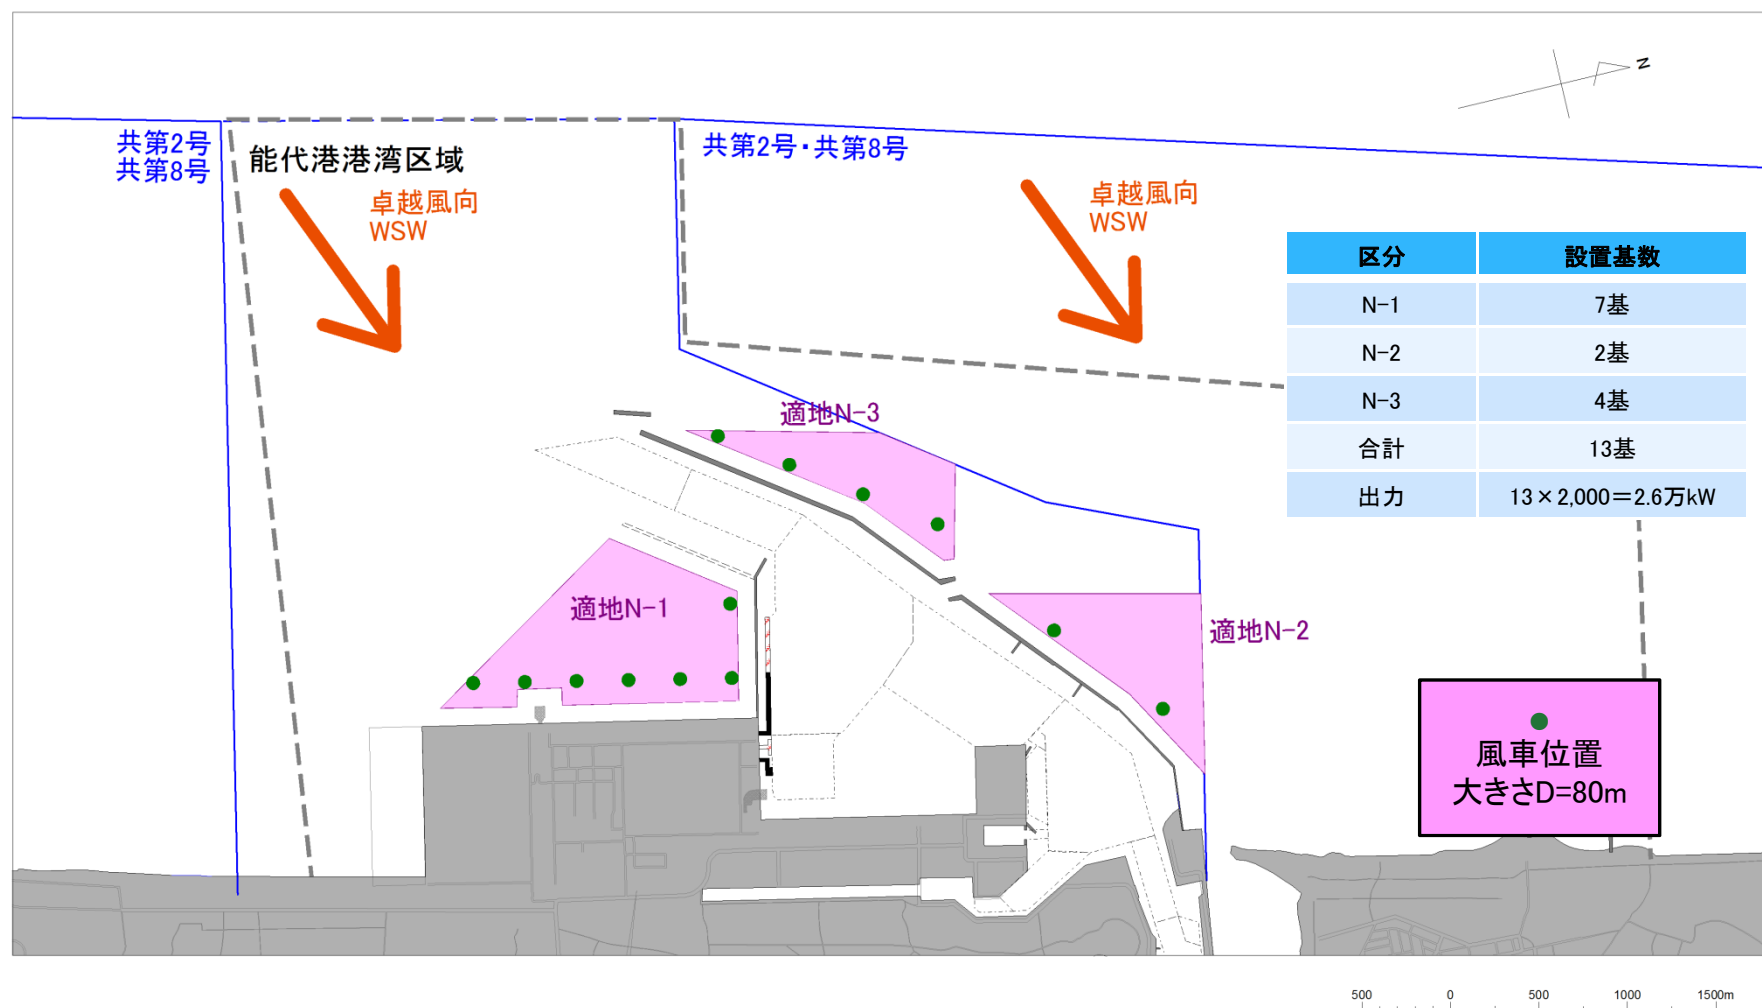 N
共第2号
共第8号
能代港港湾区域
卓越風向
WSW
共第2号・共第8号
卓越風向
WSW
区分 設置基数
N-1 7基
N-2 2基
N-3 4基
合計 13基
出力 13×2,000=2.6万kW
適地N-3
適地N-1
適地N-2
風車位置
大きさD=80m
500 0 500 1000 1500m